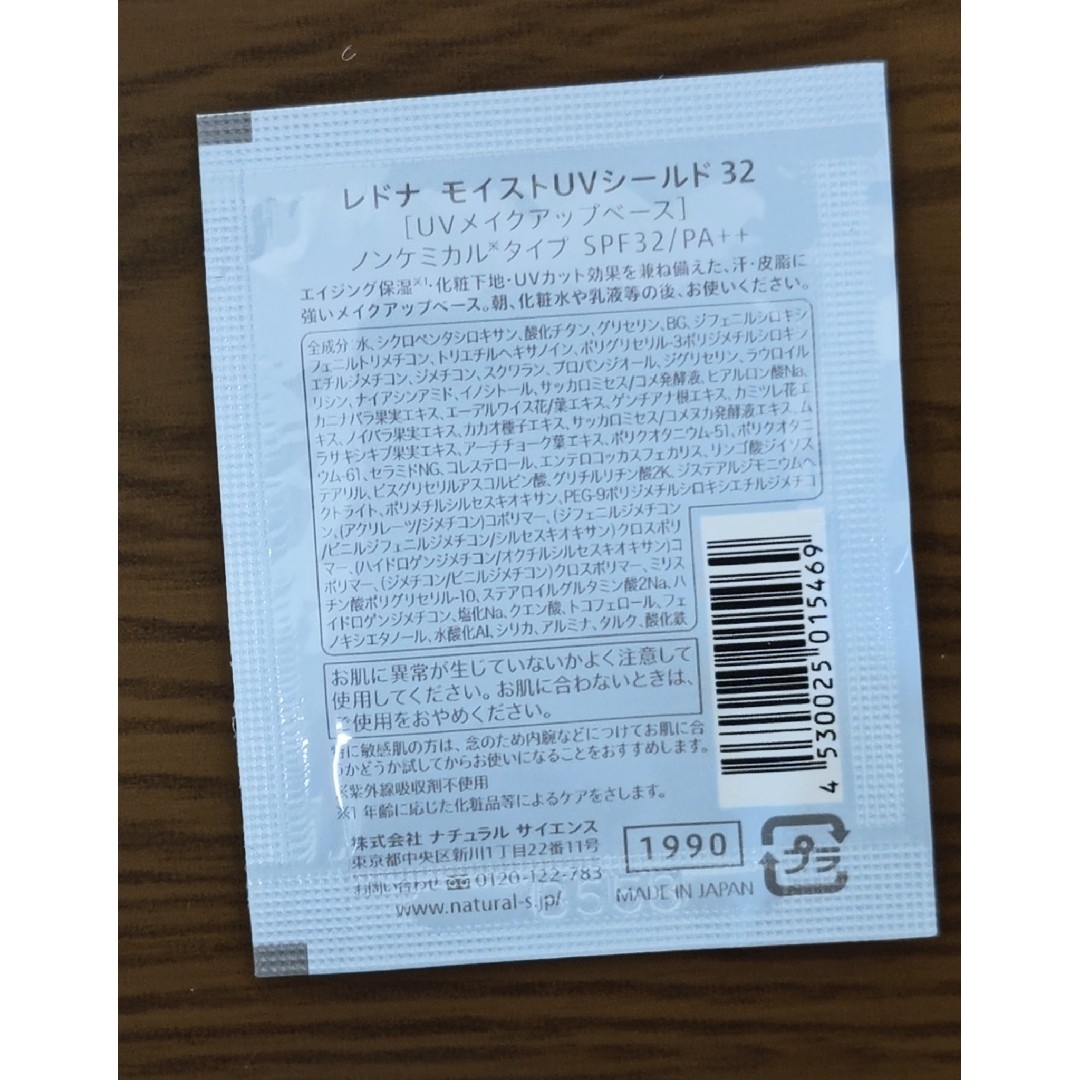 レドナ モイストUVシールド 32
[UVメイクアップベース]
ノンケミカル※タイプ SPF32/PA++
エイジング保湿※1・化粧下地・UVカット効果を兼ね備えた、汗・皮脂に
強いメイクアップベース。朝、化粧水や乳液等の後、お使いください。
全成分:水、シクロペンタシロキサン、酸化チタン、グリセリン、BG、ジフェニルシロキシ
フェニルトリメチコン、トリエチルヘキサノイン、ポリグリセリル-3ポリジメチルシロキシ
エチルジメチコン、ジメチコン、スクワラン、プロパンジオール、ジグリセリン、ラウロイル
リシン、ナイアシンアミド、イノシトール、サッカロミセス/コメ発酵液、ヒアルロン酸Na、
カニナバラ果実エキス、エーデルワイス花/葉エキス、ゲンチアナ根エキス、カミツレ花エ
キス、ノイバラ果実エキス、カカオ種子エキス、サッカロミセス/コメヌカ発酵液エキス、ム
ラサキシキブ果実エキス、アーチチョーク葉エキス、ポリクオタニウム-51、ポリクオタニ
ウム-61、セラミドNG、コレステロール、エンテロコッカスフェカリス、リンゴ酸ジイソス
テアリル、ビスグリセリルアスコルビン酸、グリチルリチン酸2K、ジステアルジモニウムヘ
クトライト、ポリメチルシルセスキオキサン、PEG-9ポリジメチルシロキシエチルジメチコ
ン、(アクリレーツ/ジメチコン)コポリマー、(ジフェニルジメチコン
/ビニルジフェニルジメチコン/シルセスキオキサン)クロスポリ
マー、(ハイドロゲンジメチコン/オクチルシルセスキオキサン)コ
ポリマー、(ジメチコン/ビニルジメチコン)クロスポリマー、ミリス
チン酸ポリグリセリル-10、ステアロイルグルタミン酸2Na、ハ
イドロゲンジメチコン、塩化Na、クエン酸、トコフェロール、フェ
ノキシエタノール、水酸化Al、シリカ、アルミナ、タルク、酸化鉄
お肌に異常が生じていないかよく注意して
使用してください。お肌に合わないときは、
ご使用をおやめください。
特に敏感肌の方は、念のため内腕などにつけてお肌に合
うかどうか試してからお使いになることをおすすめします。
※紫外線吸収剤不使用
※1 年齢に応じた化粧品等によるケアをさします。
株式会社 ナチュラル サイエンス
東京都中央区新川1丁目22番11号
お問い合わせ 0120-122-783
www.natural-s.jp/
1990
MADE IN JAPAN
プラ
4 530025 015469